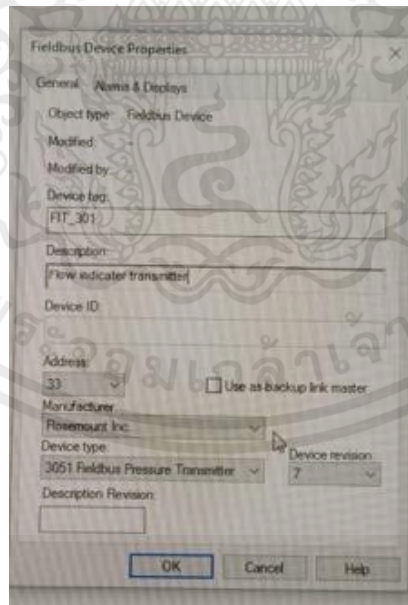 Fieldbus Device Properties
General Alarms & Displays
Object type: Fieldbus Device
Modified: -
Modified by: -
Device tag:
FIT_301
Description:
Flow indicater transmitter
Device ID:
Address:
33 Use as backup link master
Manufacturer:
Rosemount Inc.
Device type: Device revision:
3051 Fieldbus Pressure Transmitter 7
Description Revision:
OK Cancel Help